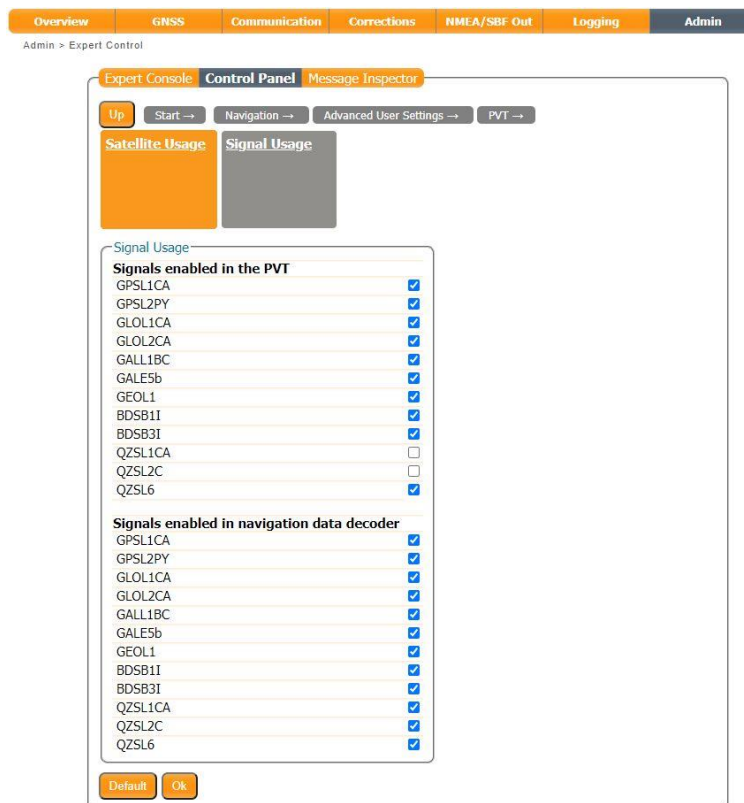 Overview GNSS Communication Corrections NMEA/SBF Out Logging Admin
Admin > Expert Control
Expert Console Control Panel Message Inspector
Up Start → Navigation → Advanced User Settings → PVT →
Satellite Usage Signal Usage
Signal Usage
Signals enabled in the PVT
GPSL1CA
GPSL2PY
GLOL1CA
GLOL2CA
GALL1BC
GALE5b
GEOL1
BDSB1I
BDSB3I
QZSL1CA
QZSL2C
QZSL6
Signals enabled in navigation data decoder
GPSL1CA
GPSL2PY
GLOL1CA
GLOL2CA
GALL1BC
GALE5b
GEOL1
BDSB1I
BDSB3I
QZSL1CA
QZSL2C
QZSL6
Default Ok